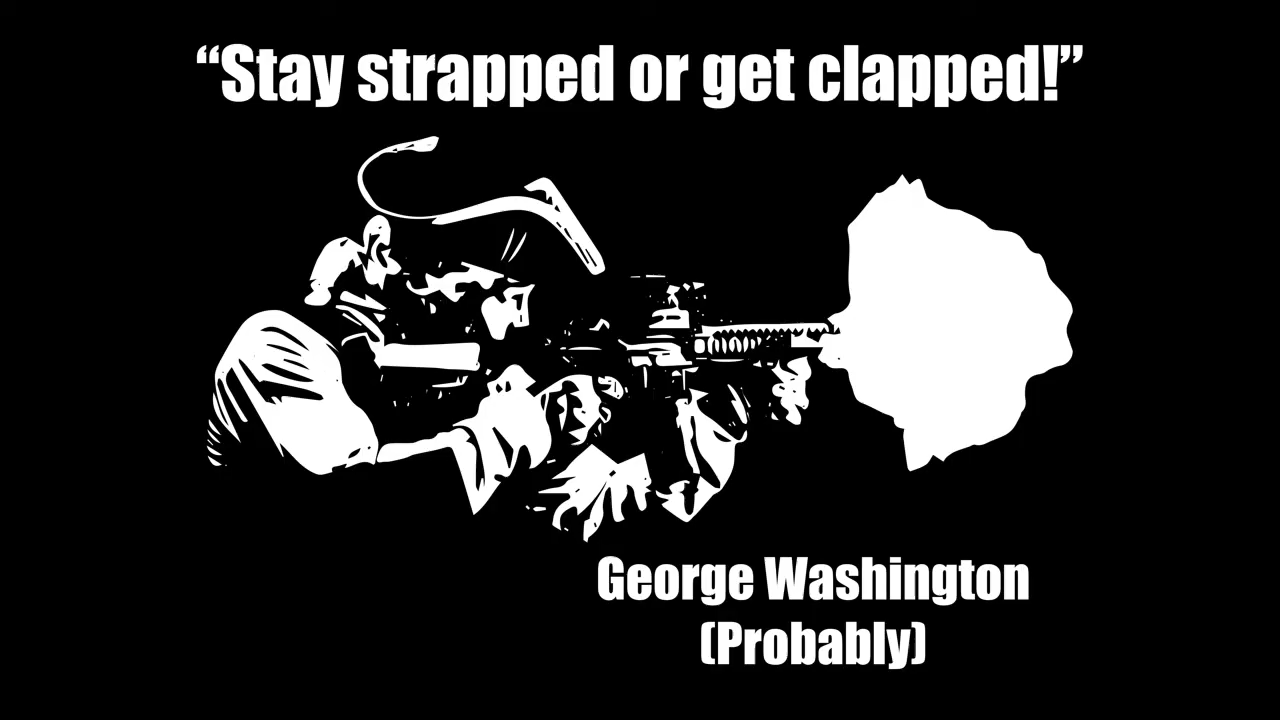 “Stay strapped or get clapped!”
George Washington
(Probably)